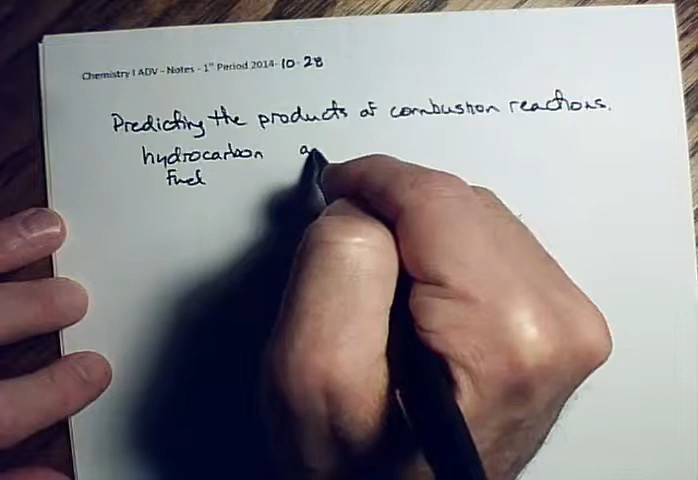 Chemistry I ADV - Notes - 1st Period 2014- 10-28
Predicting the products of combustion reactions.
hydrocarbon a
Fuel